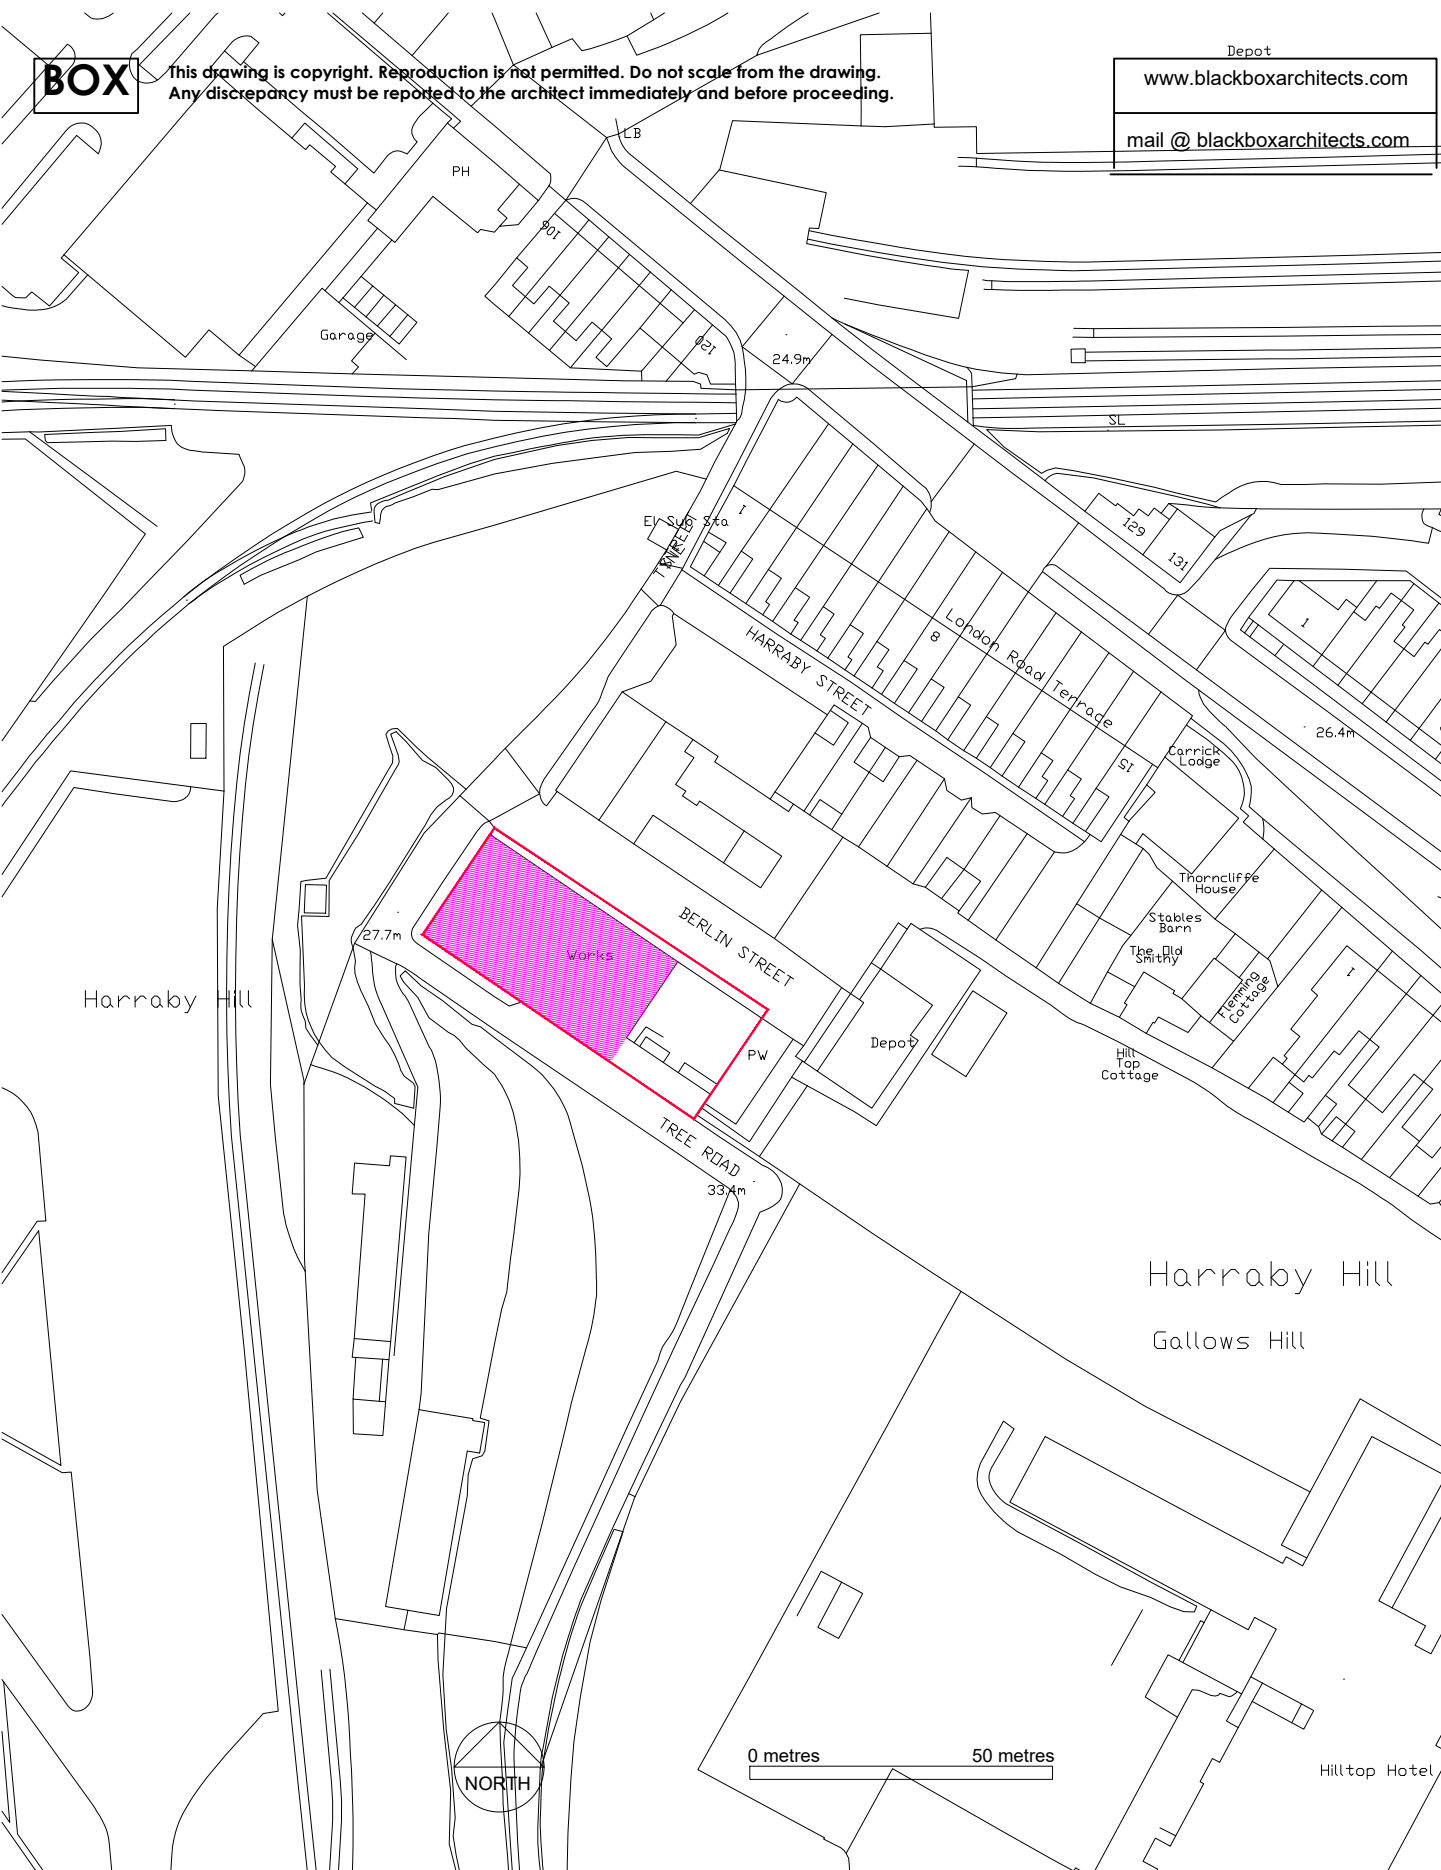 Depot
BOX
This drawing is copyright. Reproduction is not permitted. Do not scale from the drawing.
Any discrepancy must be reported to the architect immediately and before proceeding.
www.blackboxarchitects.com
mail @ blackboxarchitects.com
LB
PH
106
Garage
120
24.9m
SL
1
El Sub Sta
STREET
129
131
London Road Terrace
8
HARRABY STREET
1
15
26.4m
Carrick
Lodge
Thorncliffe
House
Stables
Barn
The Old
Smithy
Flemming
Cottage
1
BERLIN STREET
27.7m
Works
Harraby Hill
PW
Depot
Hill
Top
Cottage
TREE ROAD
33.4m
Harraby Hill
Gallows Hill
0 metres
50 metres
NORTH
Hilltop Hotel